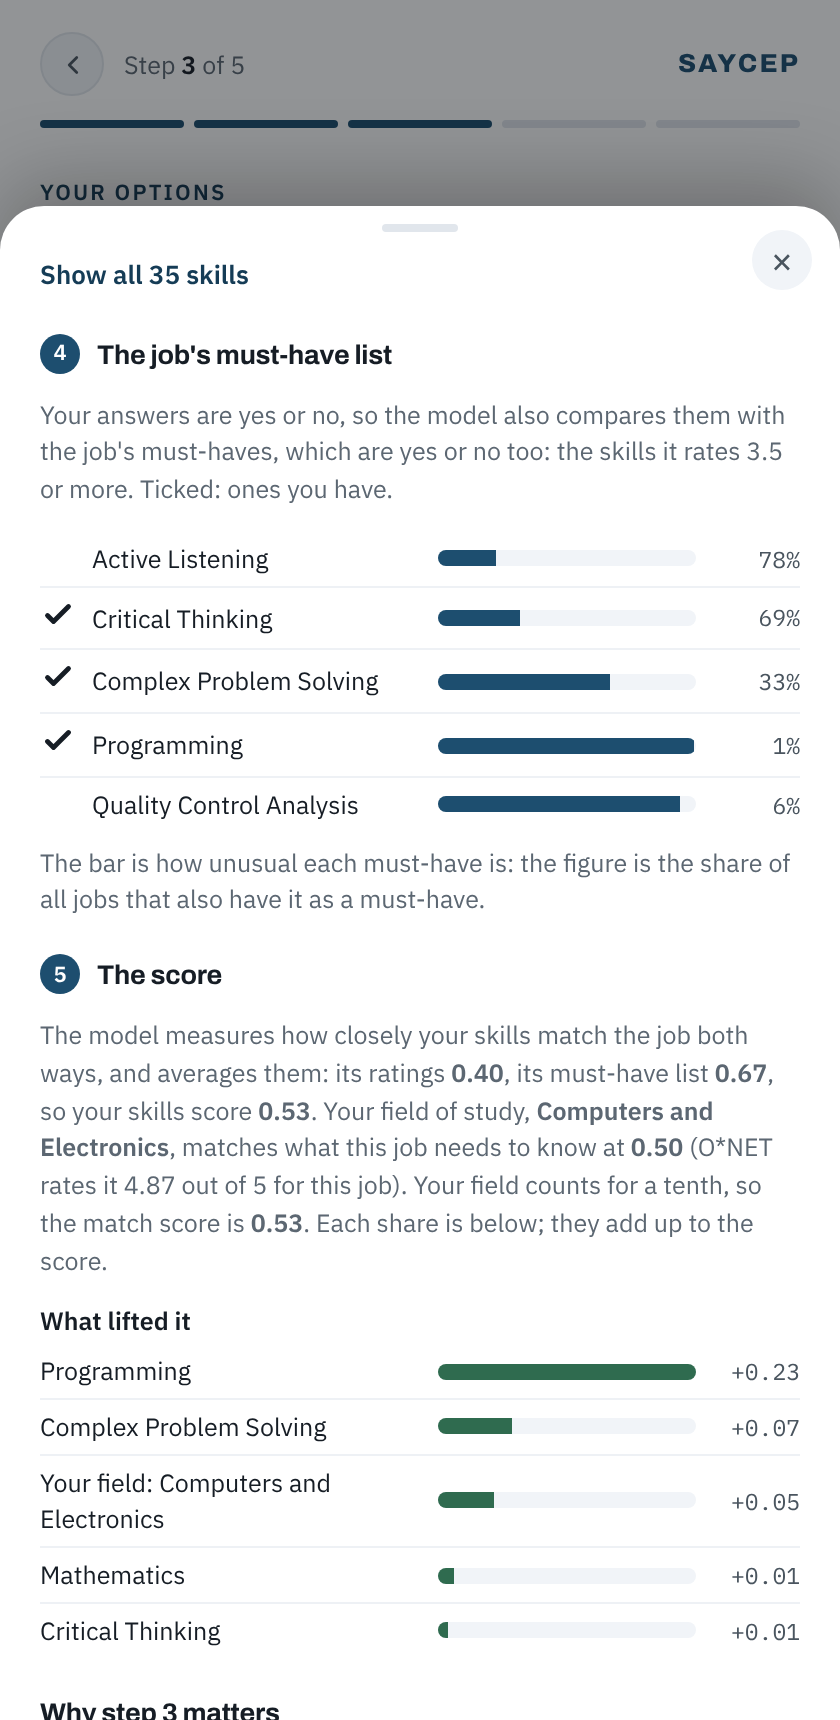 Step 3 of 5
SAYCEP
YOUR OPTIONS
Show all 35 skills
4 The job's must-have list
Your answers are yes or no, so the model also compares them with
the job's must-haves, which are yes or no too: the skills it rates 3.5
or more. Ticked: ones you have.
Active Listening 78%
Critical Thinking 69%
Complex Problem Solving 33%
Programming 1%
Quality Control Analysis 6%
The bar is how unusual each must-have is: the figure is the share of
all jobs that also have it as a must-have.
5 The score
The model measures how closely your skills match the job both
ways, and averages them: its ratings 0.40, its must-have list 0.67,
so your skills score 0.53. Your field of study, Computers and
Electronics, matches what this job needs to know at 0.50 (O*NET
rates it 4.87 out of 5 for this job). Your field counts for a tenth, so
the match score is 0.53. Each share is below; they add up to the
score.
What lifted it
Programming +0.23
Complex Problem Solving +0.07
Your field: Computers and
Electronics +0.05
Mathematics +0.01
Critical Thinking +0.01
Why step 3 matters